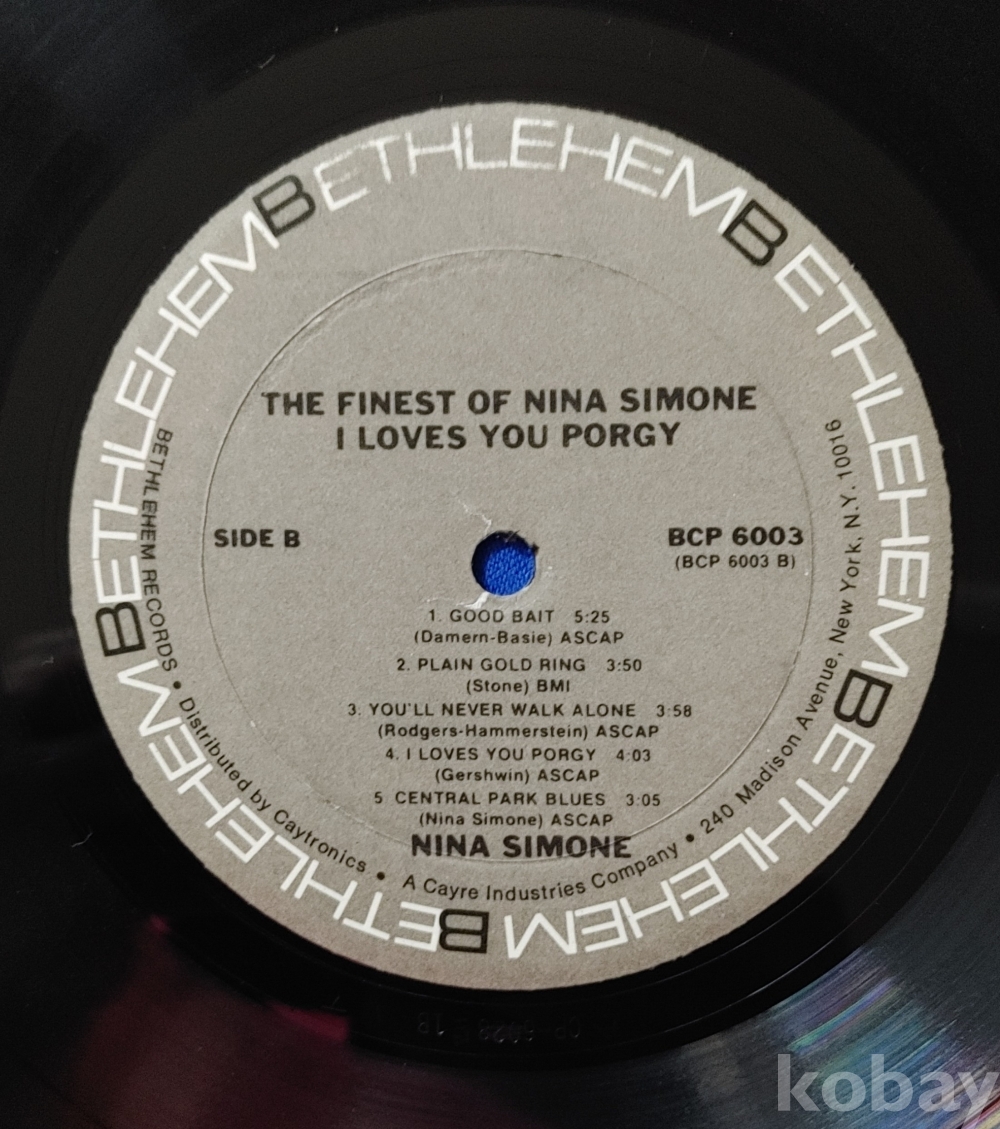 BETHLEHEM BETHLEHEM BETHLEHEM BETHLEHEM BETHLEHEM
THE FINEST OF NINA SIMONE
I LOVES YOU PORGY
SIDE B
BCP 6003
(BCP 6003 B)
1. GOOD BAIT 5:25
(Damern-Basie) ASCAP
2. PLAIN GOLD RING 3:50
(Stone) BMI
3. YOU'LL NEVER WALK ALONE 3:58
(Rodgers-Hammerstein) ASCAP
4. I LOVES YOU PORGY 4:03
(Gershwin) ASCAP
5 CENTRAL PARK BLUES 3:05
(Nina Simone) ASCAP
NINA SIMONE
BETHLEHEM RECORDS • Distributed by Caytronics • A Cayre Industries Company • 240 Madison Avenue, New York, N.Y. 10016
kobay